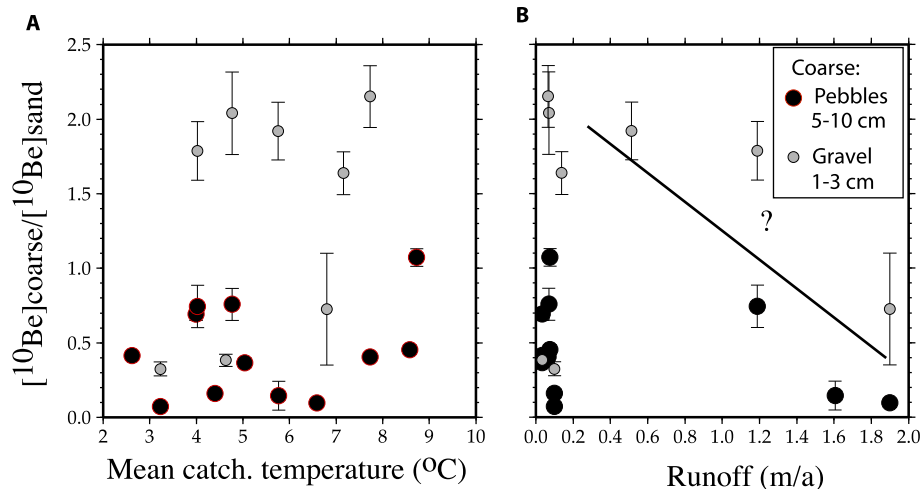 A
B
[¹⁰Be]coarse/[¹⁰Be]sand
2.5
2.0
1.5
1.0
0.5
0.0
2 3 4 5 6 7 8 9 10
Mean catch. temperature (ºC)
Coarse:
Pebbles
5-10 cm
Gravel
1-3 cm
?
0.0 0.2 0.4 0.6 0.8 1.0 1.2 1.4 1.6 1.8 2.0
Runoff (m/a)